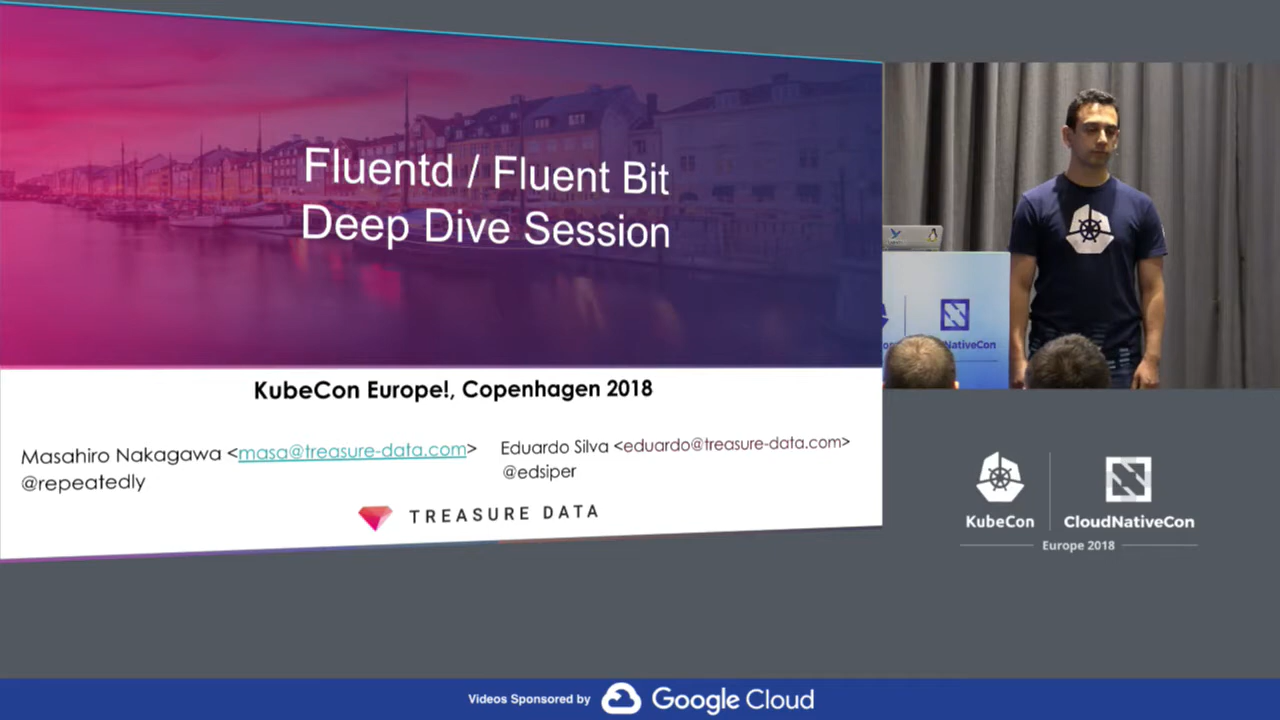 Fluentd / Fluent Bit
Deep Dive Session
KubeCon Europe!, Copenhagen 2018
Masahiro Nakagawa <masa@treasure-data.com>
@repeatedly
Eduardo Silva <eduardo@treasure-data.com>
@edsiper
TREASURE DATA
NativeCon
KubeCon
CloudNativeCon
Europe 2018
Videos Sponsored by Google Cloud